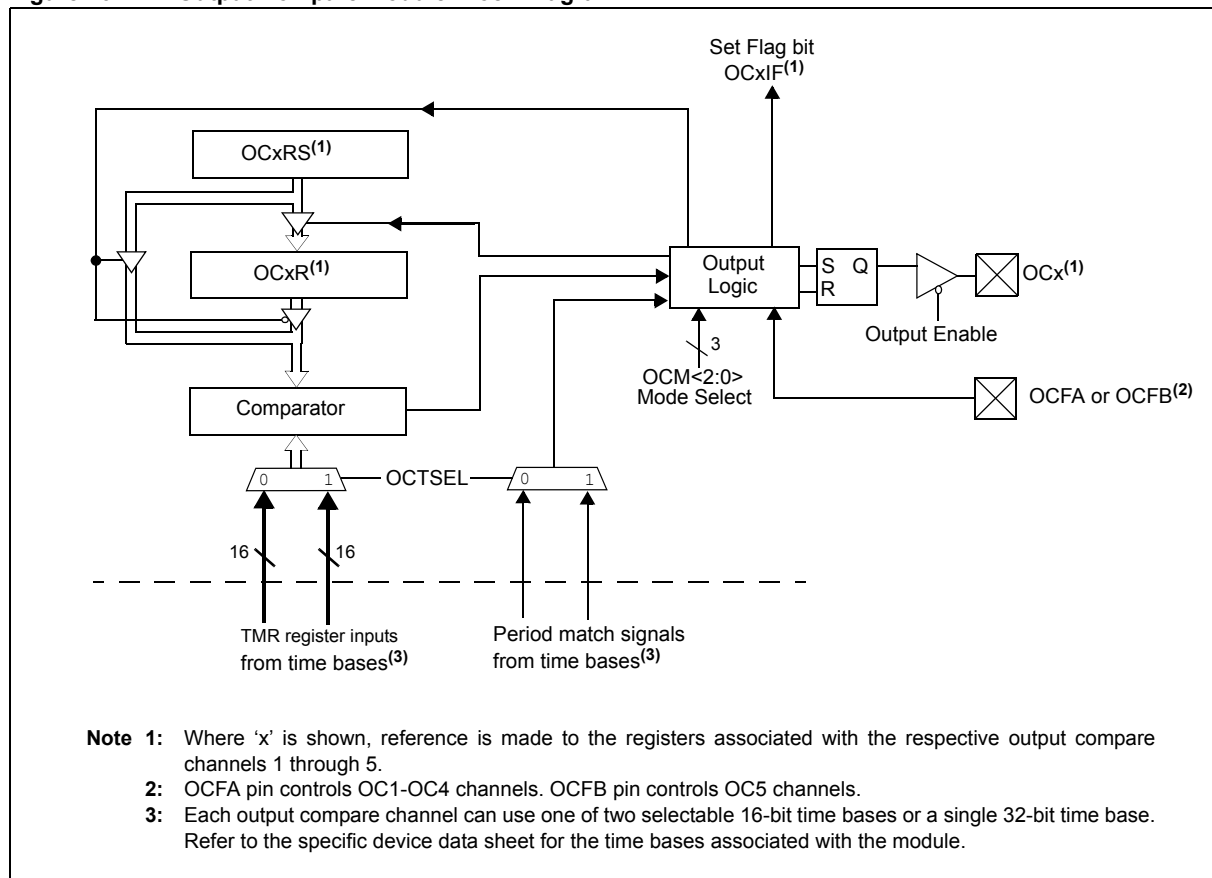 Set Flag bit
OCxIF(1)
OCxRS(1)
OCxR(1)
Output
Logic
S Q
R
OCx(1)
Output Enable
3
OCM<2:0>
Mode Select
OCFA or OCFB(2)
Comparator
0 1
OCTSEL
0 1
16
16
TMR register inputs
from time bases(3)
Period match signals
from time bases(3)
Note 1: Where ‘x’ is shown, reference is made to the registers associated with the respective output compare
channels 1 through 5.
2: OCFA pin controls OC1-OC4 channels. OCFB pin controls OC5 channels.
3: Each output compare channel can use one of two selectable 16-bit time bases or a single 32-bit time base.
Refer to the specific device data sheet for the time bases associated with the module.